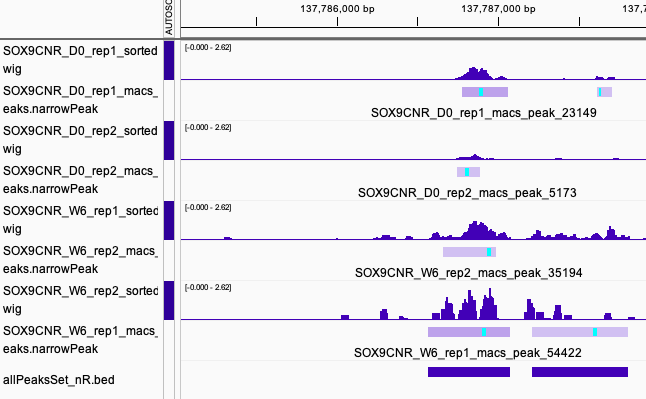 137,786,000 bp
137,787,000 bp
137,7
AUTOSC
SOX9CNR_D0_rep1_sorted
wig
[-0.000 - 2.62]
SOX9CNR_D0_rep1_macs_
eaks.narrowPeak
SOX9CNR_D0_rep1_macs_peak_23149
SOX9CNR_D0_rep2_sorted
wig
[-0.000 - 2.62]
SOX9CNR_D0_rep2_macs_
eaks.narrowPeak
SOX9CNR_D0_rep2_macs_peak_5173
SOX9CNR_W6_rep1_sorted
wig
[-0.000 - 2.62]
SOX9CNR_W6_rep2_macs_
eaks.narrowPeak
SOX9CNR_W6_rep2_macs_peak_35194
SOX9CNR_W6_rep2_sorted
wig
[-0.000 - 2.62]
SOX9CNR_W6_rep1_macs_
eaks.narrowPeak
SOX9CNR_W6_rep1_macs_peak_54422
allPeaksSet_nR.bed